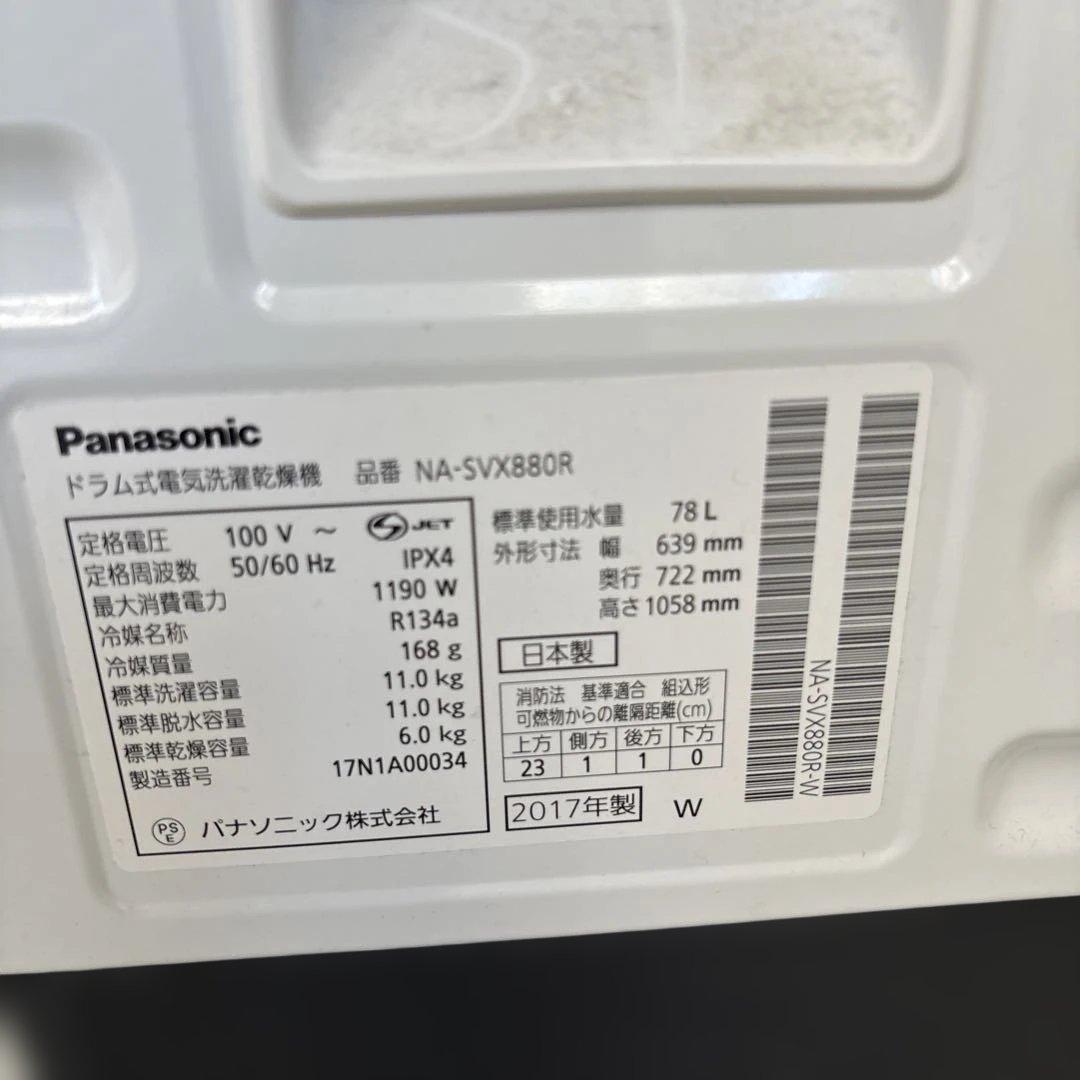 Panasonic
ドラム式電気洗濯乾燥機 品番 NA-SVX880R
定格電圧 100 V ～ S JET
定格周波数 50/60 Hz IPX4
最大消費電力 1190 W
冷媒名称 R134a
冷媒質量 168 g
標準洗濯容量 11.0 kg
標準脱水容量 11.0 kg
標準乾燥容量 6.0 kg
製造番号 17N1A00034
PS E パナソニック株式会社
標準使用水量 78 L
外形寸法 幅 639 mm
奥行 722 mm
高さ 1058 mm
日本製
消防法 基準適合 組込形
可燃物からの離隔距離(cm)
上方 側方 後方 下方
23 1 1 0
2017年製 W
NA-SVX880R-W